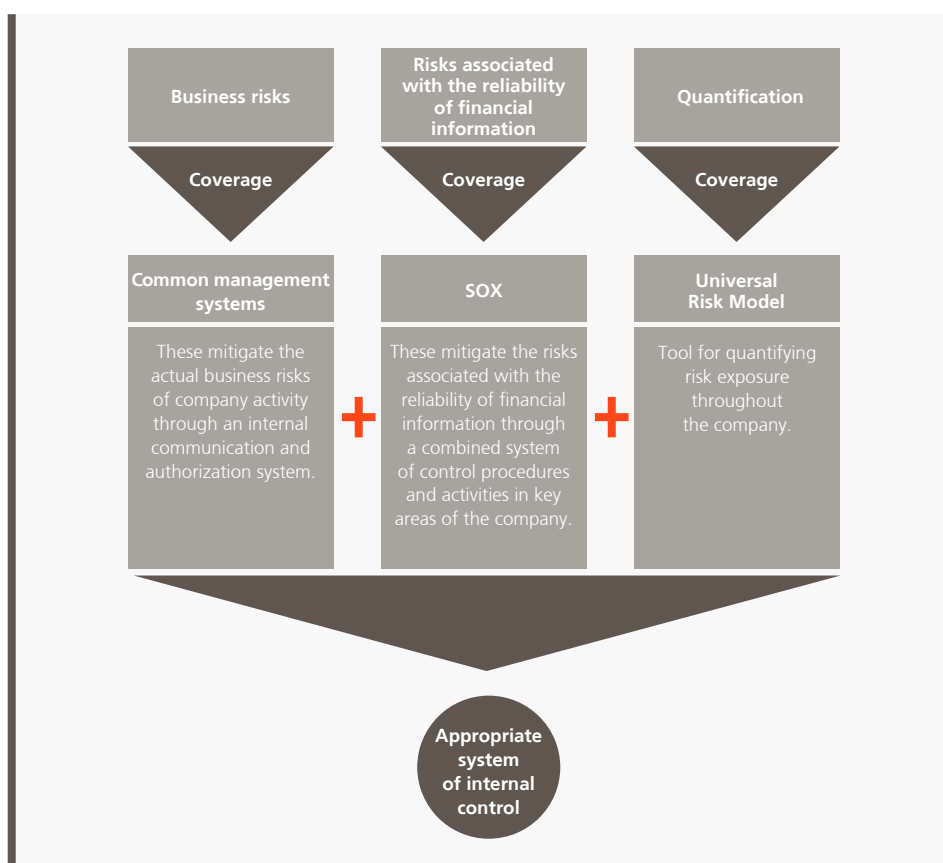 Business risks
Risks associated
with the reliability
of financial
information
Quantification
Coverage
Coverage
Coverage
Common management
systems
SOX
Universal
Risk Model
These mitigate the
actual business risks
of company activity
through an internal
communication and
authorization system.
These mitigate the risks
associated with the
reliability of financial
information through
a combined system
of control procedures
and activities in key
areas of the company.
Tool for quantifying
risk exposure
throughout
the company.
+
+
Appropriate
system
of internal
control